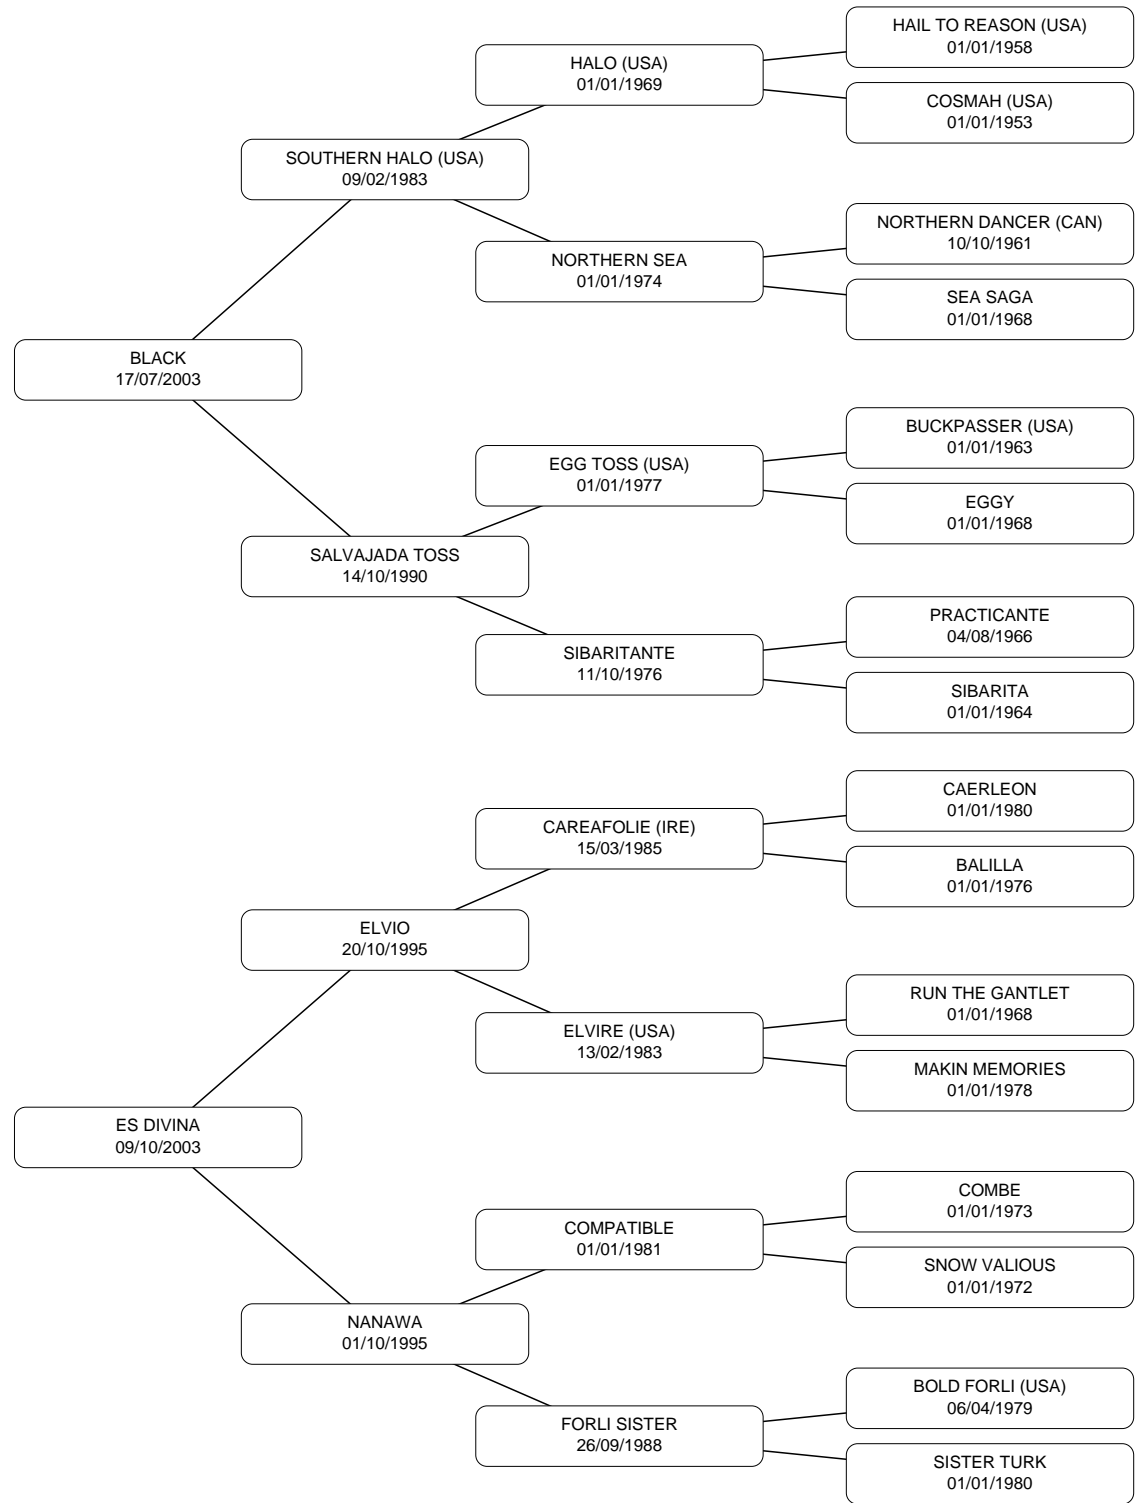 HAIL TO REASON (USA)
01/01/1958
HALO (USA)
01/01/1969
COSMAH (USA)
01/01/1953
SOUTHERN HALO (USA)
09/02/1983
NORTHERN DANCER (CAN)
10/10/1961
NORTHERN SEA
01/01/1974
SEA SAGA
01/01/1968
BLACK
17/07/2003
BUCKPASSER (USA)
01/01/1963
EGG TOSS (USA)
01/01/1977
EGGY
01/01/1968
SALVAJADA TOSS
14/10/1990
PRACTICANTE
04/08/1966
SIBARITANTE
11/10/1976
SIBARITA
01/01/1964
CAERLEON
01/01/1980
CAREAFOLIE (IRE)
15/03/1985
BALILLA
01/01/1976
ELVIO
20/10/1995
RUN THE GANTLET
01/01/1968
ELVIRE (USA)
13/02/1983
MAKIN MEMORIES
01/01/1978
ES DIVINA
09/10/2003
COMBE
01/01/1973
COMPATIBLE
01/01/1981
SNOW VALIOUS
01/01/1972
NANAWA
01/10/1995
BOLD FORLI (USA)
06/04/1979
FORLI SISTER
26/09/1988
SISTER TURK
01/01/1980